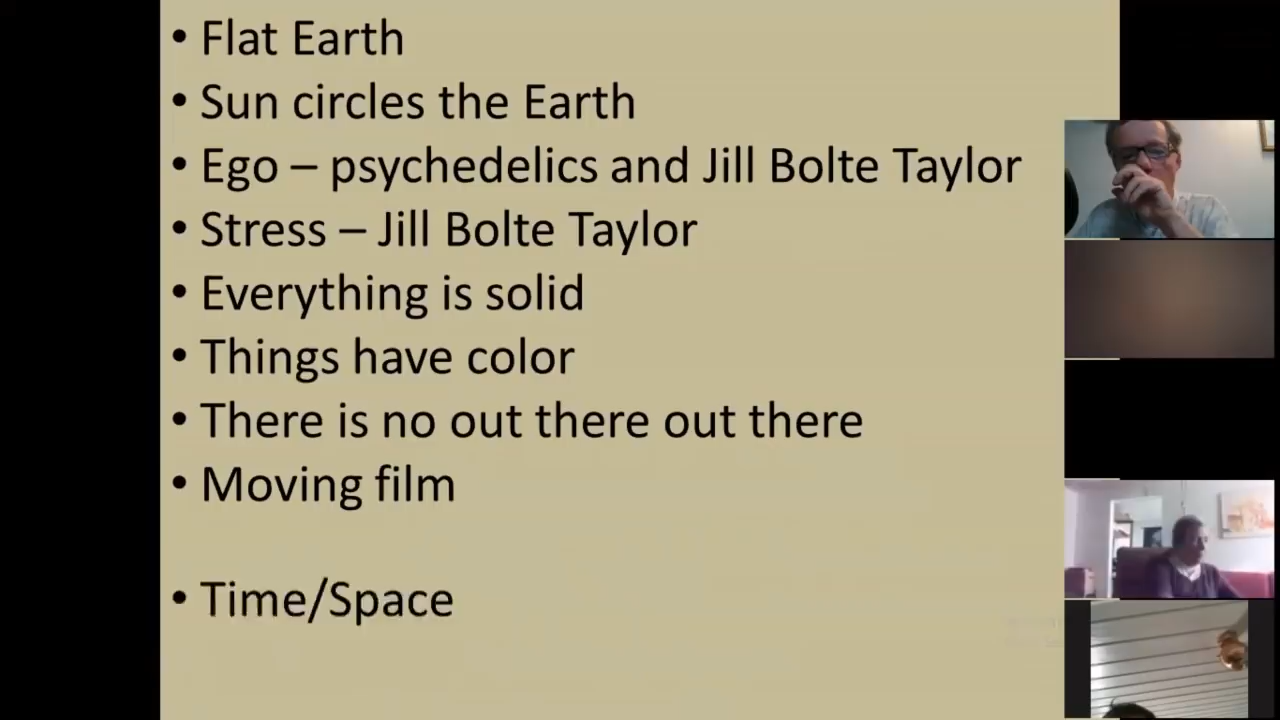 • Flat Earth
• Sun circles the Earth
• Ego – psychedelics and Jill Bolte Taylor
• Stress – Jill Bolte Taylor
• Everything is solid
• Things have color
• There is no out there out there
• Moving film
• Time/Space